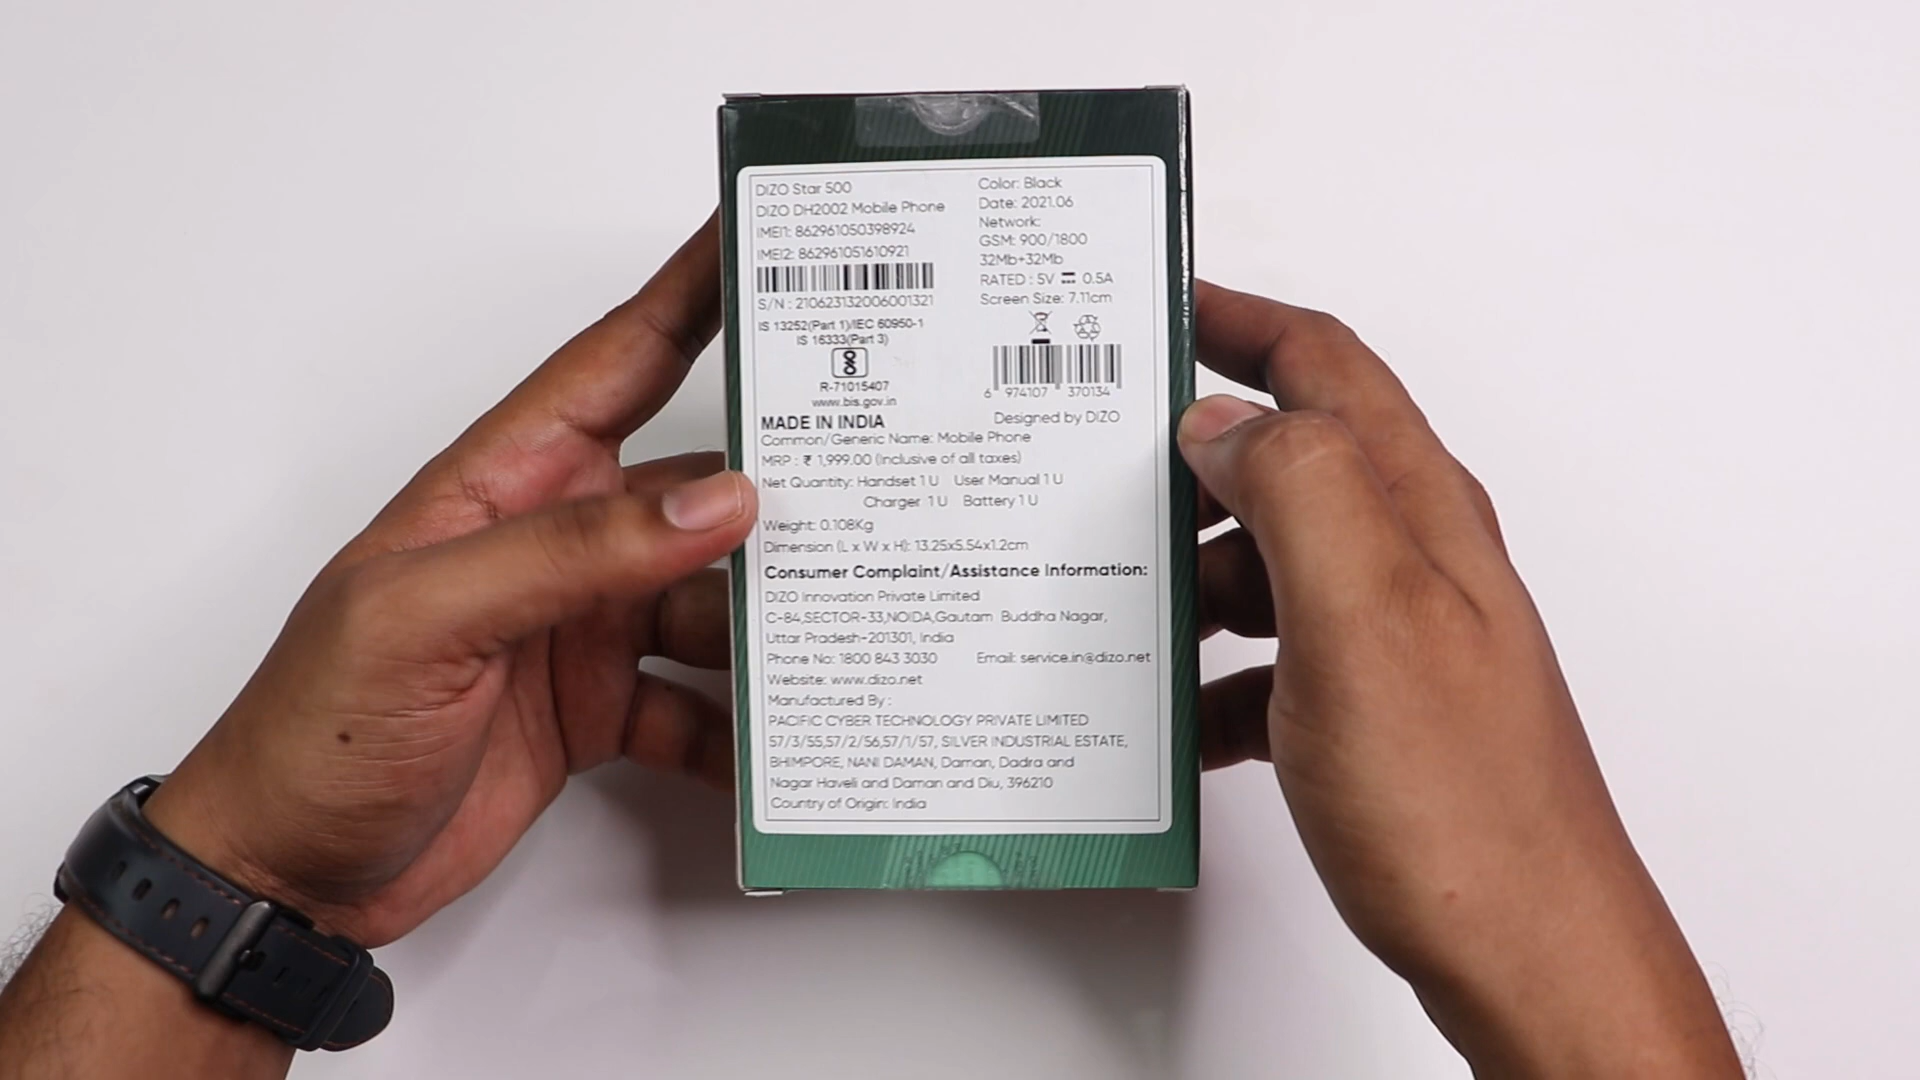 DIZO Star 500
DIZO DH2002 Mobile Phone
IMEI1: 862961050398924
IMEI2: 862961051610921
S/N : 210623132006001321
IS 13252(Part 1)/IEC 60950-1
IS 16333(Part 3)
R-71015407
www.bis.gov.in
MADE IN INDIA
Color: Black
Date: 2021.06
Network:
GSM: 900/1800
32Mb+32Mb
RATED : 5V 0.5A
Screen Size: 7.11cm
6 974107 370134
Designed by DIZO
Common/Generic Name: Mobile Phone
MRP : ₹ 1,999.00 (Inclusive of all taxes)
Net Quantity: Handset 1 U User Manual 1 U
Charger 1 U Battery 1 U
Weight: 0.108Kg
Dimension (L x W x H): 13.25x5.54x1.2cm
Consumer Complaint/Assistance Information:
DIZO Innovation Private Limited
C-84,SECTOR-33,NOIDA,Gautam Buddha Nagar,
Uttar Pradesh-201301, India
Phone No: 1800 843 3030 Email: service.in@dizo.net
Website: www.dizo.net
Manufactured By :
PACIFIC CYBER TECHNOLOGY PRIVATE LIMITED
57/3/55,57/2/56,57/1/57, SILVER INDUSTRIAL ESTATE,
BHIMPORE, NANI DAMAN, Daman, Dadra and
Nagar Haveli and Daman and Diu, 396210
Country of Origin: India